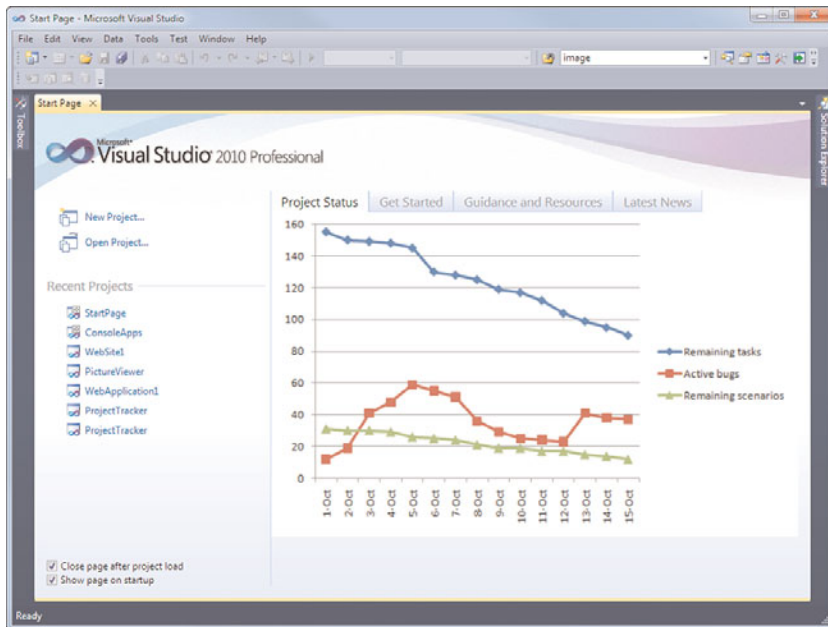 Start Page - Microsoft Visual Studio
File Edit View Data Tools Test Window Help
image
Start Page
Toolbox
Solution Explorer
Microsoft®
Visual Studio® 2010 Professional
New Project...
Open Project...
Recent Projects
StartPage
ConsoleApps
WebSite1
PictureViewer
WebApplication1
ProjectTracker
ProjectTracker
Close page after project load
Show page on startup
Project Status Get Started Guidance and Resources Latest News
160
140
120
100
80
60
40
20
0
1-Oct 2-Oct 3-Oct 4-Oct 5-Oct 6-Oct 7-Oct 8-Oct 9-Oct 10-Oct 11-Oct 12-Oct 13-Oct 14-Oct 15-Oct
Remaining tasks
Active bugs
Remaining scenarios
Ready